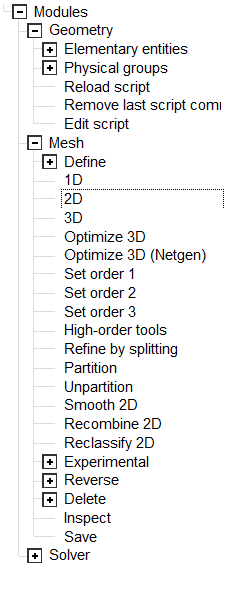 Modules
Geometry
Elementary entities
Physical groups
Reload script
Remove last script com
Edit script
Mesh
Define
1D
2D
3D
Optimize 3D
Optimize 3D (Netgen)
Set order 1
Set order 2
Set order 3
High-order tools
Refine by splitting
Partition
Unpartition
Smooth 2D
Recombine 2D
Reclassify 2D
Experimental
Reverse
Delete
Inspect
Save
Solver